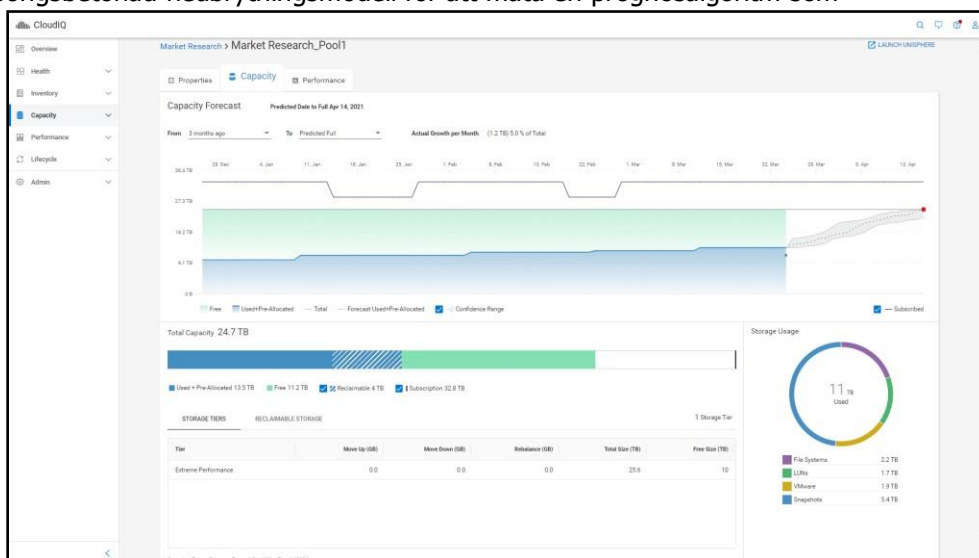 säsongsbetonad nedbrytningsmodell för att mata en prognosalgoritm som
CloudIQ
Overview
Health
Inventory
Capacity
Performance
Lifecycle
Admin
Market Research > Market Research_Pool1
LAUNCH UNISPHERE
Properties
Capacity
Performance
Capacity Forecast Predicted Date to Full Apr 14, 2021
From 3 months ago To Predicted Full Actual Growth per Month (1.2 TB) 5.0 % of Total
28. Dec 4. Jan 11. Jan 18. Jan 25. Jan 1. Feb 8. Feb 15. Feb 22. Feb 1. Mar 8. Mar 15. Mar 22. Mar 29. Mar 5. Apr 12. Apr
36.4 TB
27.3 TB
18.2 TB
9.1 TB
0 B
Free Used+Pre-Allocated Total Forecast Used+Pre-Allocated Confidence Range Subscribed
Total Capacity 24.7 TB
Used + Pre-Allocated 13.5 TB Free 11.2 TB Reclaimable 4 TB Subscription 32.8 TB
STORAGE TIERS RECLAIMABLE STORAGE 1 Storage Tier
Tier Move Up (GB) Move Down (GB) Rebalance (GB) Total Size (TB) Free Size (TB)
Extreme Performance 0.0 0.0 0.0 25.6 10
Storage Usage
11 TB
Used
File Systems 2.2 TB
LUNs 1.7 TB
VMware 1.9 TB
Snapshots 5.4 TB